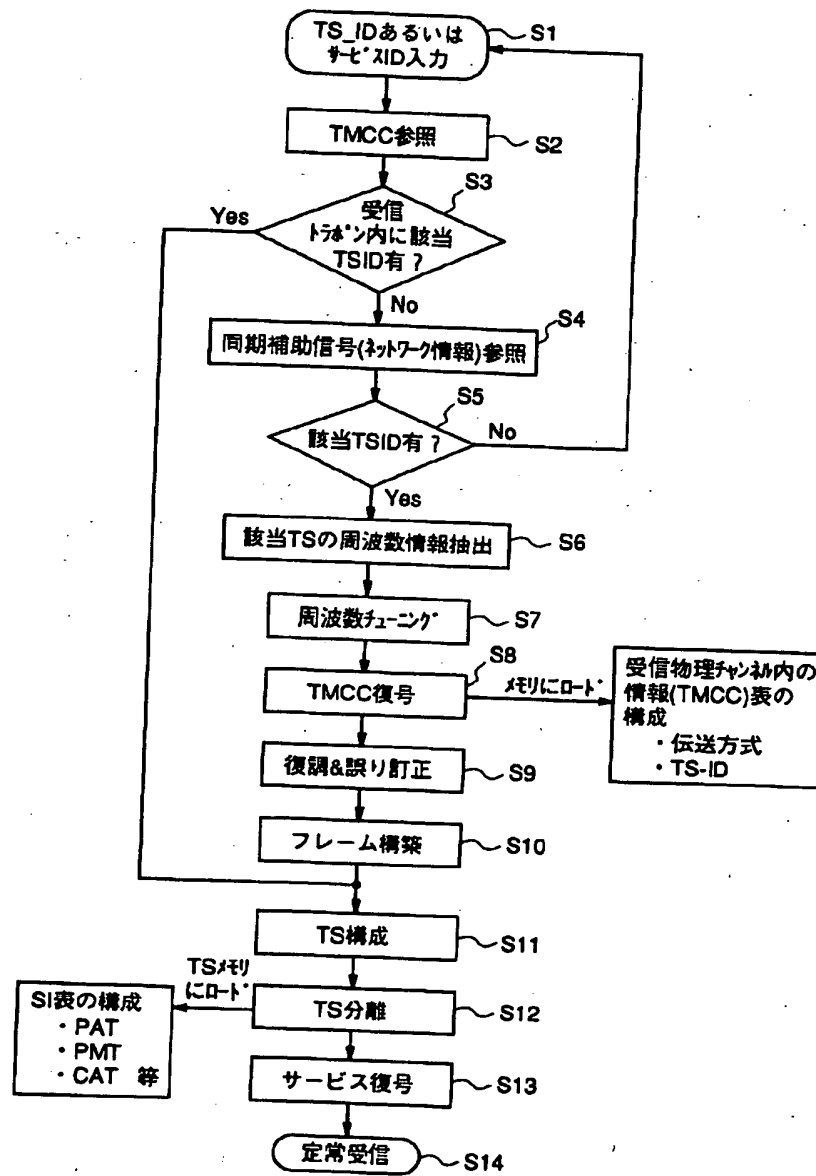 TS_IDあるいは
ｻｰﾋﾞｽID入力
S1
TMCC参照
S2
S3
受信
ﾄﾗﾎﾟﾝ内に該当
TSID有？
Yes
No
S4
同期補助信号(ﾈｯﾄﾜｰｸ情報)参照
S5
該当TSID有？
No
Yes
該当TSの周波数情報抽出
S6
周波数ﾁｭｰﾆﾝｸﾞ
S7
S8
TMCC復号
ﾒﾓﾘにﾛｰﾄﾞ
受信物理ﾁｬﾝﾈﾙ内の
情報(TMCC)表の
構成
・伝送方式
・TS-ID
復調&誤り訂正
S9
フレーム構築
S10
TS構成
S11
TSﾒﾓﾘ
にﾛｰﾄﾞ
SI表の構成
・PAT
・PMT
・CAT 等
TS分離
S12
サービス復号
S13
定常受信
S14